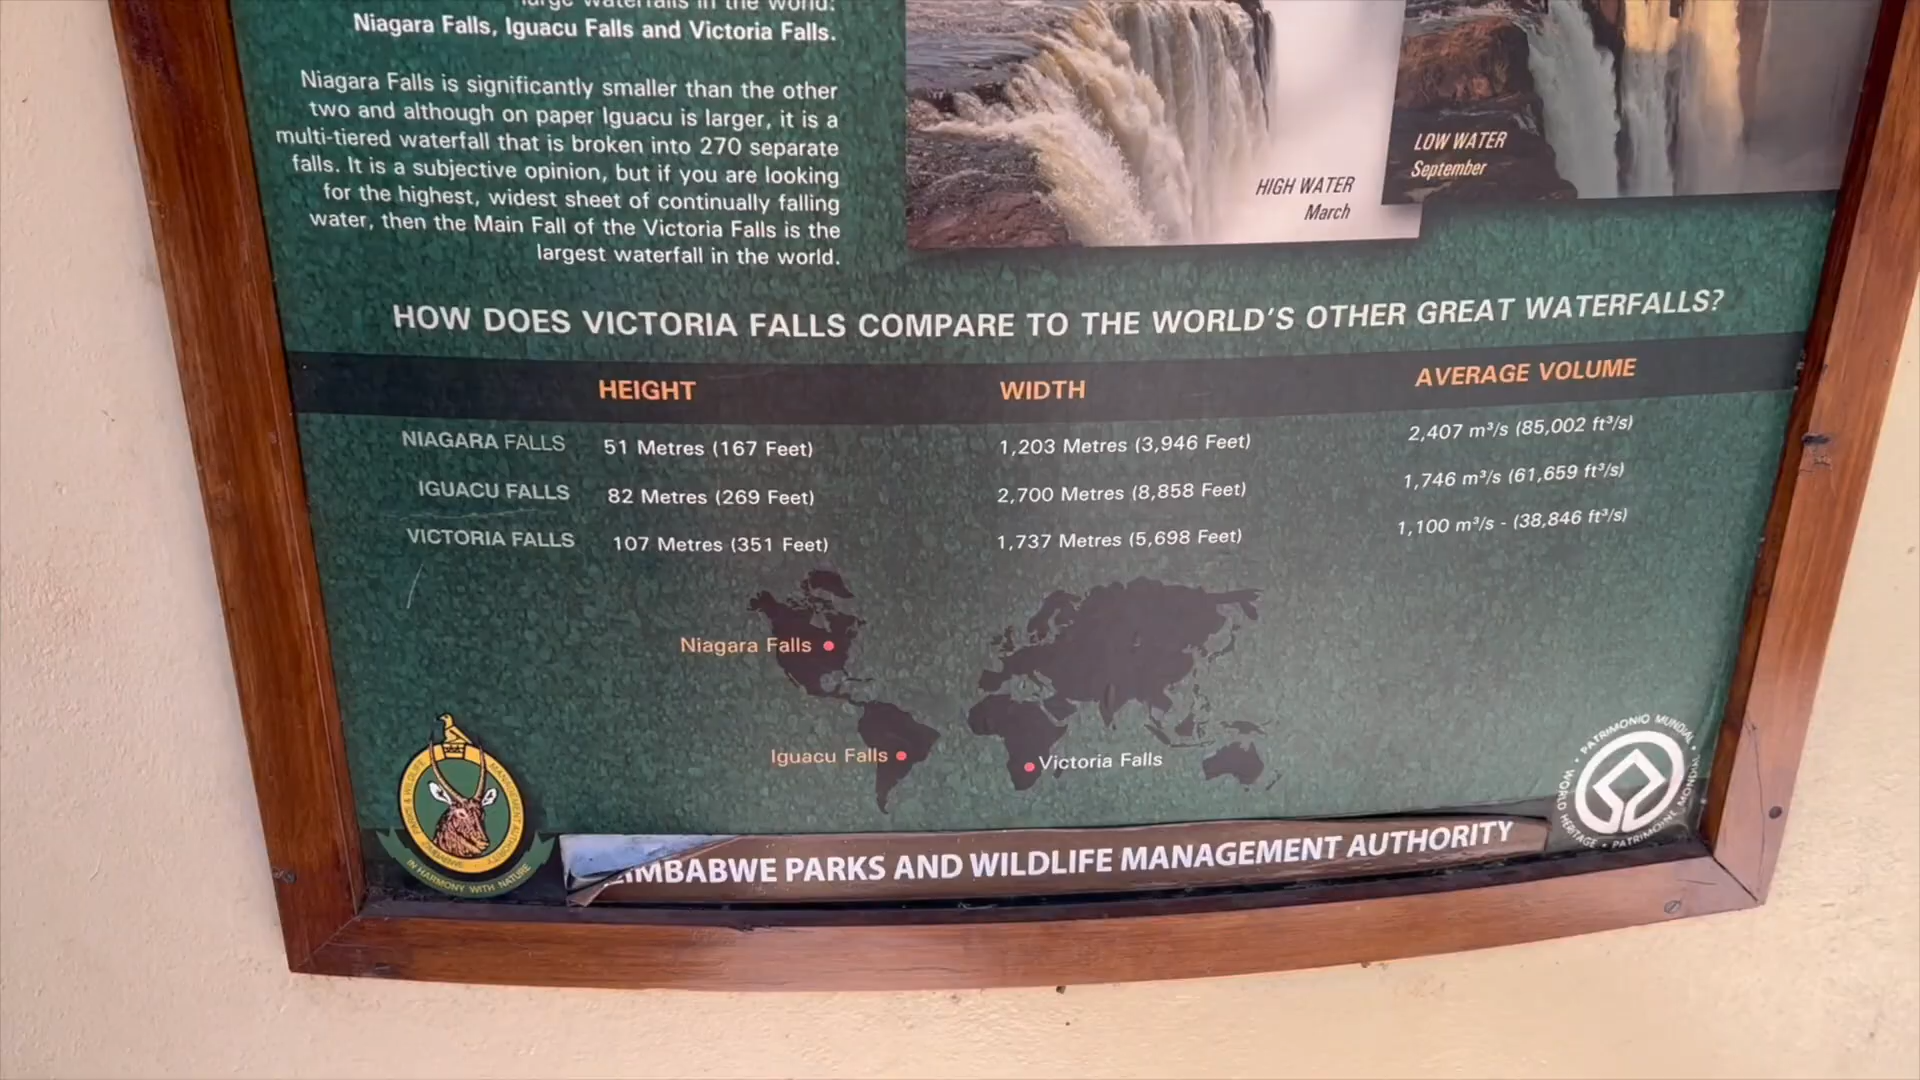 large waterfalls in the world:
Niagara Falls, Iguacu Falls and Victoria Falls.
Niagara Falls is significantly smaller than the other
two and although on paper Iguacu is larger, it is a
multi-tiered waterfall that is broken into 270 separate
falls. It is a subjective opinion, but if you are looking
for the highest, widest sheet of continually falling
water, then the Main Fall of the Victoria Falls is the
largest waterfall in the world.
HIGH WATER
March
LOW WATER
September
HOW DOES VICTORIA FALLS COMPARE TO THE WORLD'S OTHER GREAT WATERFALLS?
HEIGHT WIDTH AVERAGE VOLUME
NIAGARA FALLS 51 Metres (167 Feet) 1,203 Metres (3,946 Feet) 2,407 m³/s (85,002 ft³/s)
IGUACU FALLS 82 Metres (269 Feet) 2,700 Metres (8,858 Feet) 1,746 m³/s (61,659 ft³/s)
VICTORIA FALLS 107 Metres (351 Feet) 1,737 Metres (5,698 Feet) 1,100 m³/s - (38,846 ft³/s)
Niagara Falls
Iguacu Falls
Victoria Falls
PARKS & WILDLIFE MANAGEMENT AUTHORITY
ZIMBABWE
IN HARMONY WITH NATURE
ZIMBABWE PARKS AND WILDLIFE MANAGEMENT AUTHORITY
WORLD HERITAGE • PATRIMOINE MONDIAL • PATRIMONIO MUNDIAL